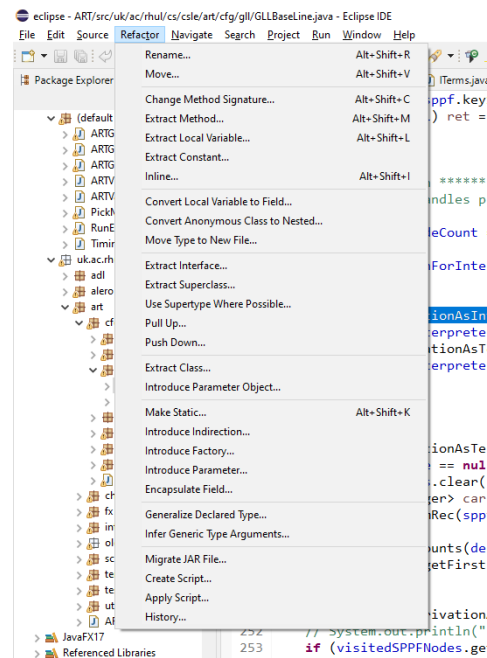 eclipse - ART/src/uk/ac/rhul/cs/csle/art/cfg/gll/GLLBaseLine.java - Eclipse IDE
File Edit Source Refactor Navigate Search Project Run Window Help
Package Explorer
ITerms.java
(default
ARTG
ARTG
ARTG
ARTV
ARTV
PickN
RunE
Timir
uk.ac.rh
adl
alero
art
cf
ch
fx
in
ol
sc
te
te
ut
AF
JavaFX17
Referenced Libraries
Rename... Alt+Shift+R
Move... Alt+Shift+V
Change Method Signature... Alt+Shift+C
Extract Method... Alt+Shift+M
Extract Local Variable... Alt+Shift+L
Extract Constant...
Inline... Alt+Shift+I
Convert Local Variable to Field...
Convert Anonymous Class to Nested...
Move Type to New File...
Extract Interface...
Extract Superclass...
Use Supertype Where Possible...
Pull Up...
Push Down...
Extract Class...
Introduce Parameter Object...
Make Static... Alt+Shift+K
Introduce Indirection...
Introduce Factory...
Introduce Parameter...
Encapsulate Field...
Generalize Declared Type...
Infer Generic Type Arguments...
Migrate JAR File...
Create Script...
Apply Script...
History...
ppf.key
.) ret =
******
ndles p
deCount
nForInte
tionAsIn
erprete
ationAsT
erprete
tionAsTe
e == nul
s.clear(
ger> car
nRec(spp
ounts(de
getFirst
rivation
252 // System.out.println("
253 if (visitedSPPFNodes.ge